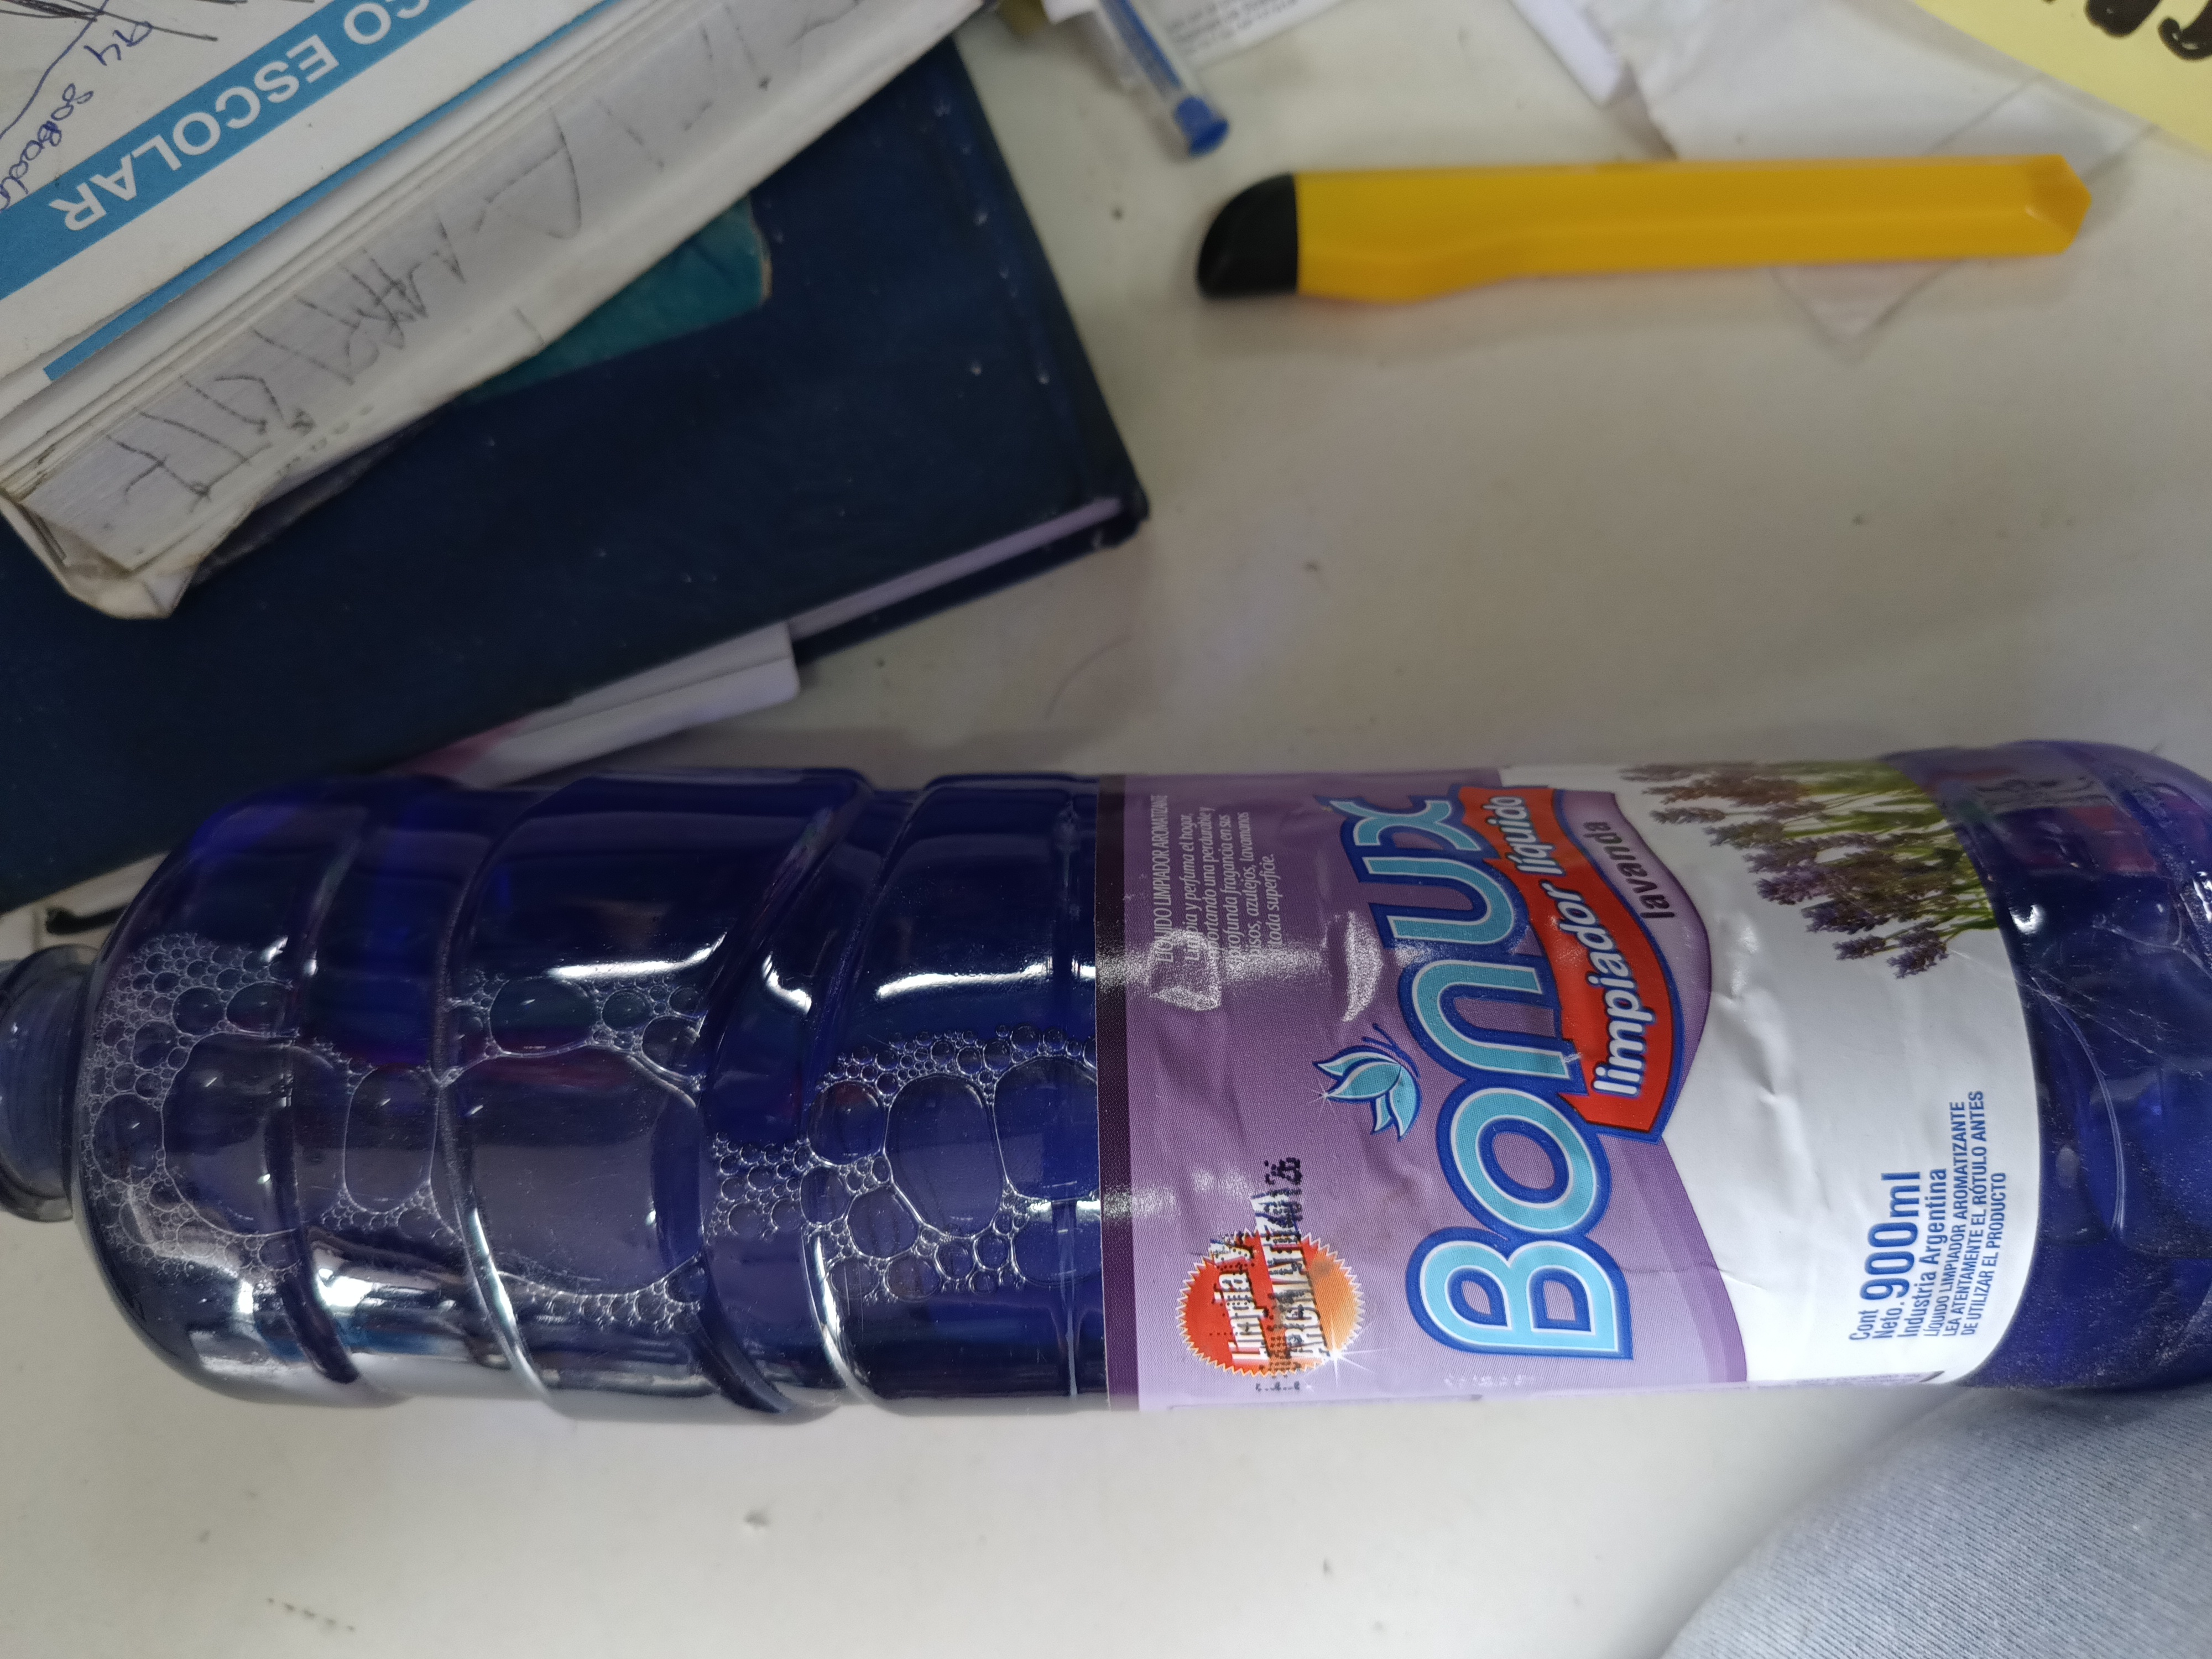 LÍQUIDO LIMPIADOR AROMATIZANTE
Limpia y perfuma el hogar,
aportando una perdurable y
profunda fragancia en sus
pisos, azulejos, lavamanos
y toda superficie.
Limpia y
AROMATIZA
Bonux
limpiador líquido
lavanda
Cont
Neto. 900ml
Industria Argentina
LÍQUIDO LIMPIADOR AROMATIZANTE
LEA ATENTAMENTE EL RÓTULO ANTES
DE UTILIZAR EL PRODUCTO
CO ESCOLAR